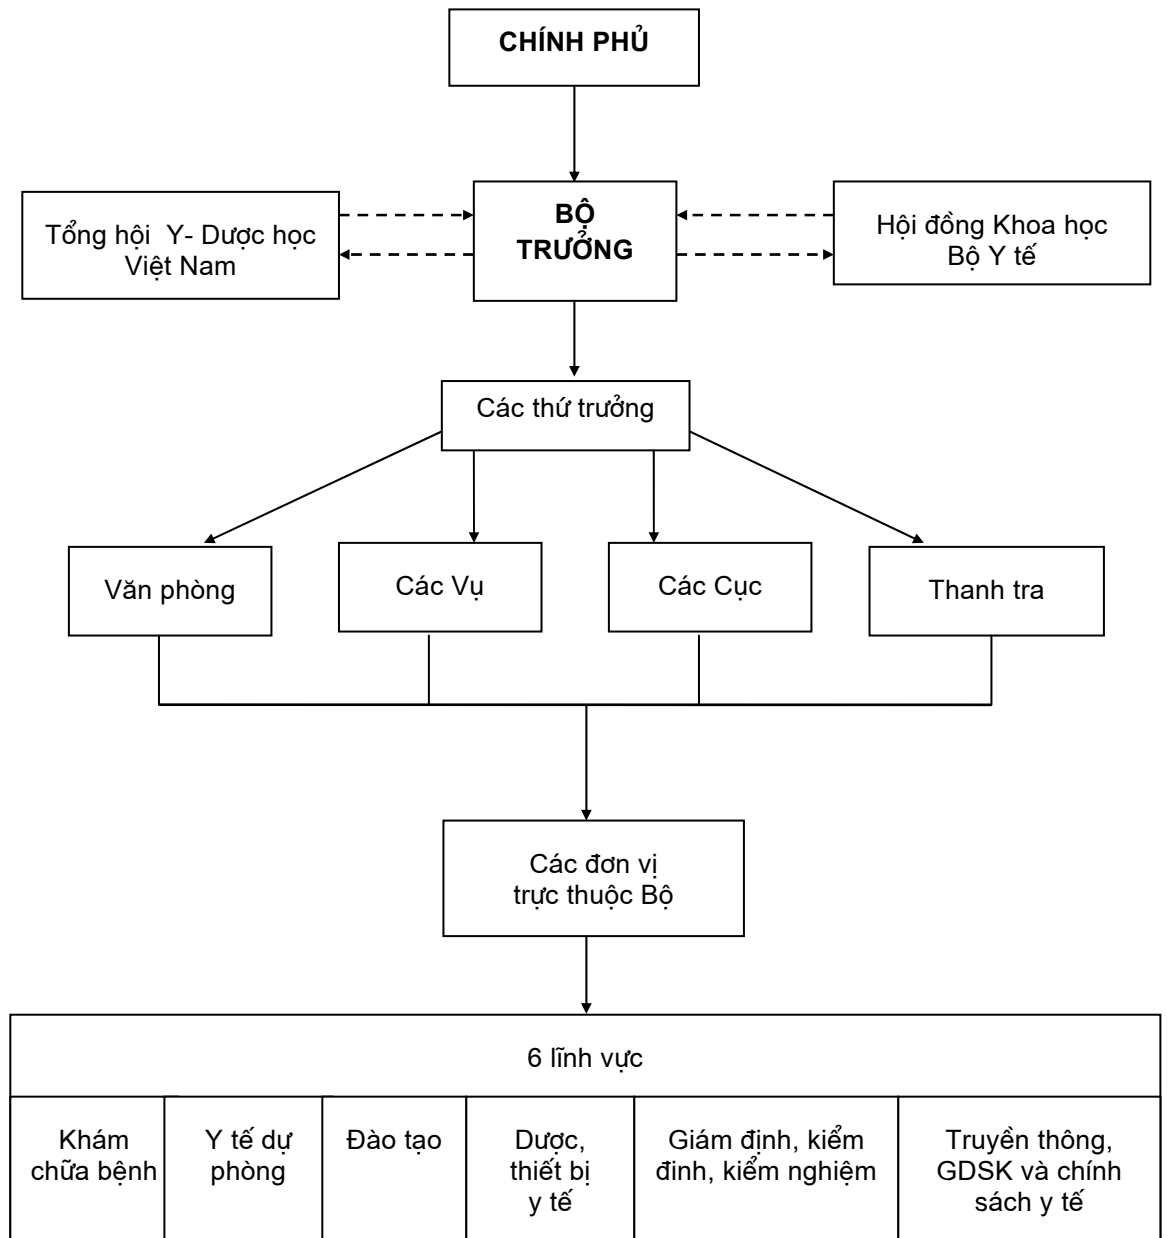 CHÍNH PHỦ
Tổng hội Y- Dược học
Việt Nam
BỘ
TRƯỞNG
Hội đồng Khoa học
Bộ Y tế
Các thứ trưởng
Văn phòng
Các Vụ
Các Cục
Thanh tra
Các đơn vị
trực thuộc Bộ
6 lĩnh vực
Khám
chữa bệnh
Y tế dự
phòng
Đào tạo
Dược,
thiết bị
y tế
Giám định, kiểm
đinh, kiểm nghiệm
Truyền thông,
GDSK và chính
sách y tế